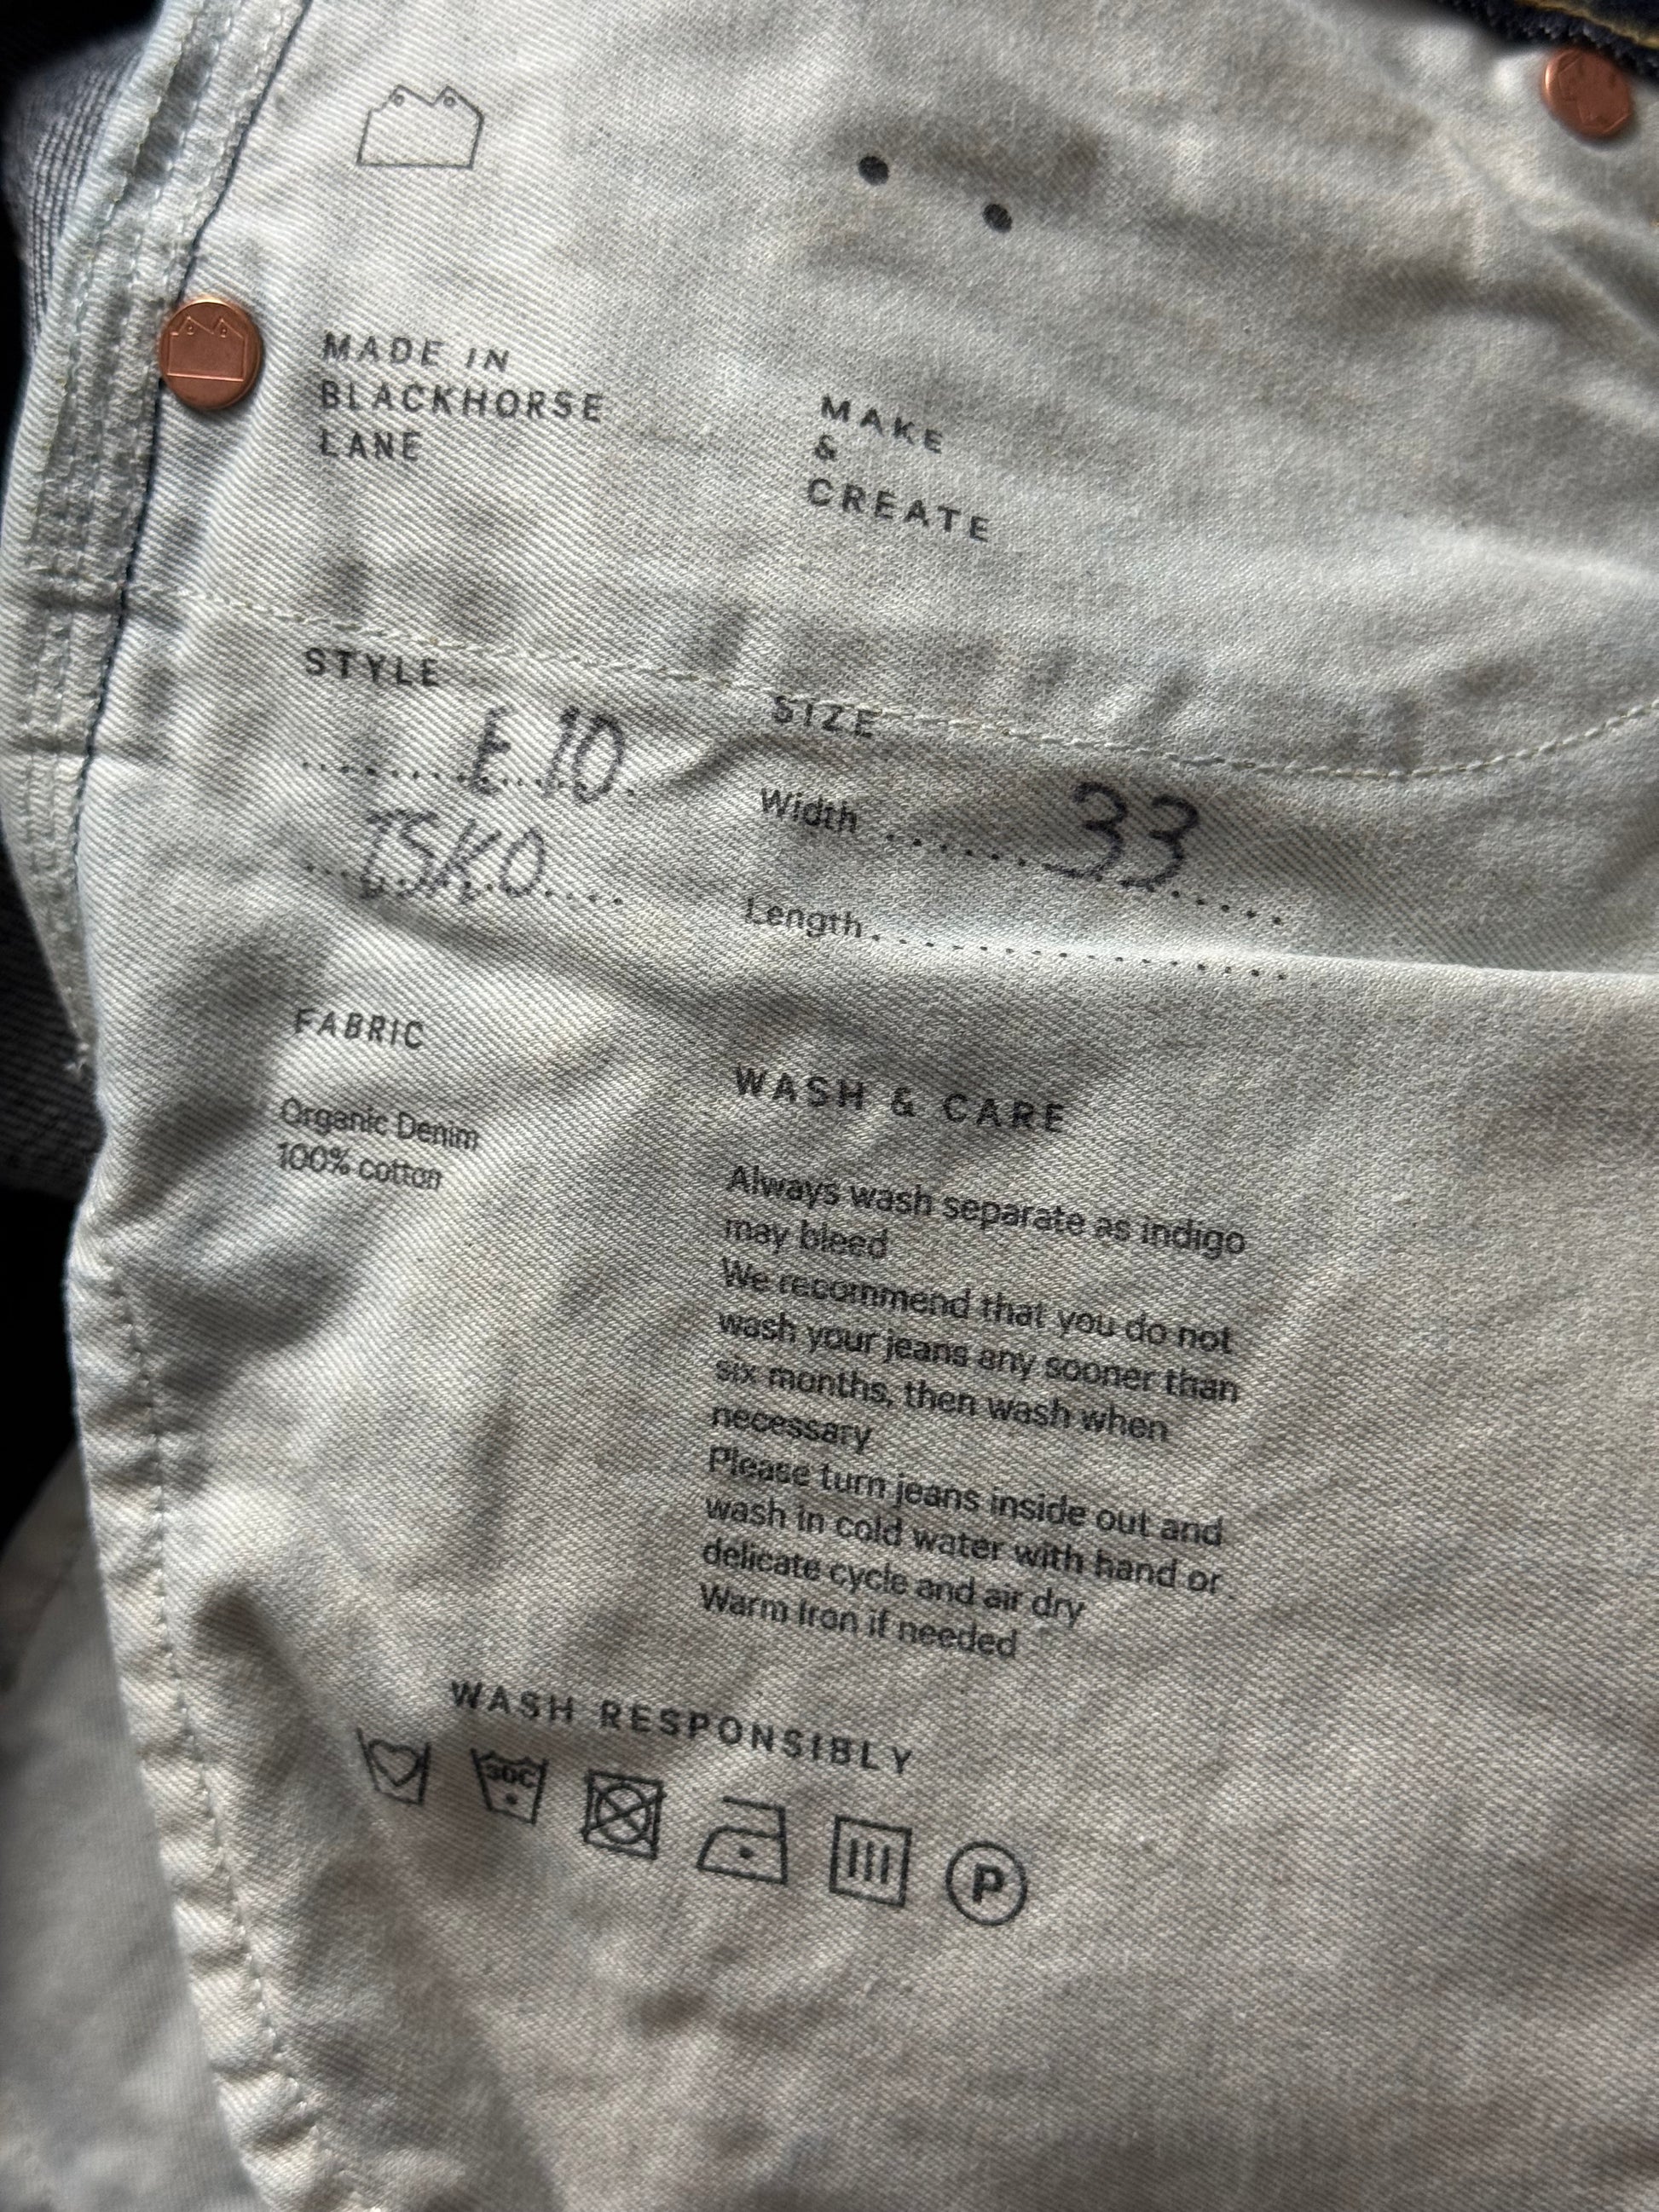 MADE IN
BLACKHORSE
LANE
MAKE
&
CREATE
STYLE
E 10
TSKO
SIZE
Width 33
Length
FABRIC
Organic Denim
100% cotton
WASH & CARE
Always wash separate as indigo
may bleed
We recommend that you do not
wash your jeans any sooner than
six months, then wash when
necessary
Please turn jeans inside out and
wash in cold water with hand or
delicate cycle and air dry
Warm Iron if needed
WASH RESPONSIBLY
30C
P